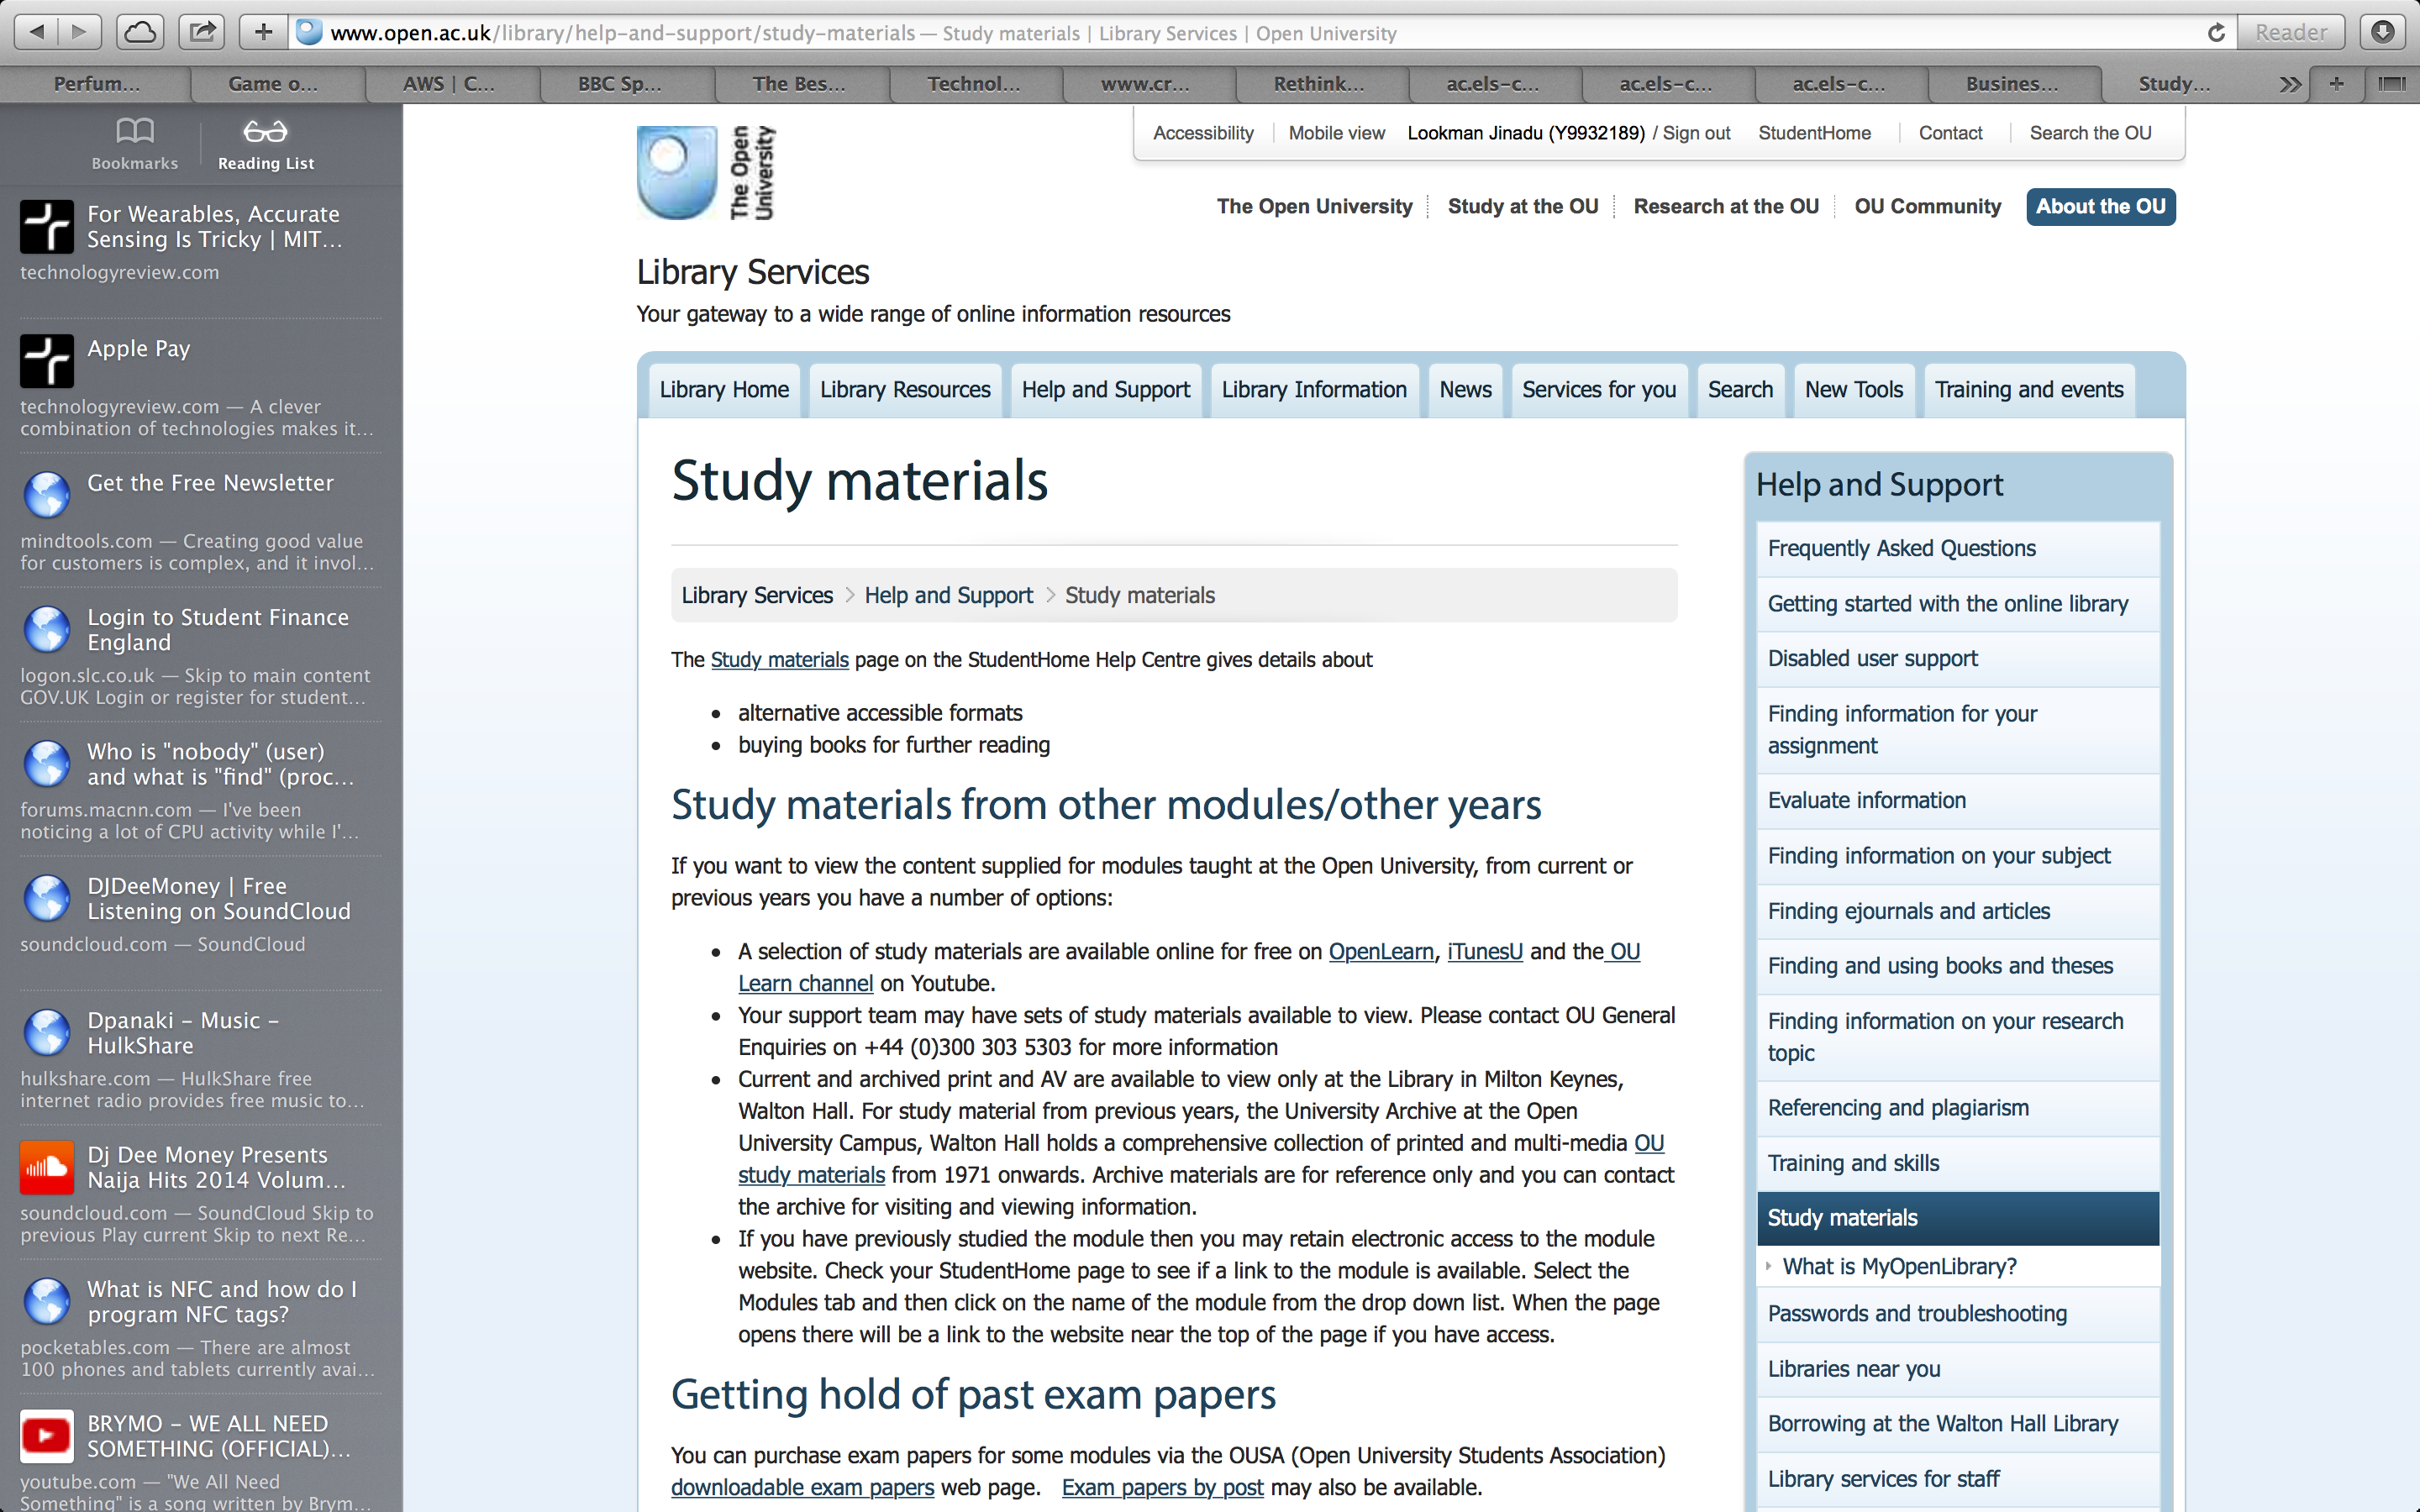 www.open.ac.uk/library/help-and-support/study-materials — Study materials | Library Services | Open University
Reader
Perfum...
Game o...
AWS | C...
BBC Sp...
The Bes...
Technol...
www.cr...
Rethink...
ac.els-c...
ac.els-c...
ac.els-c...
Busines...
Study...
Bookmarks
Reading List
For Wearables, Accurate
Sensing Is Tricky | MIT...
technologyreview.com
Apple Pay
technologyreview.com — A clever
combination of technologies makes it...
Get the Free Newsletter
mindtools.com — Creating good value
for customers is complex, and it invol...
Login to Student Finance
England
logon.slc.co.uk — Skip to main content
GOV.UK Login or register for student...
Who is "nobody" (user)
and what is "find" (proc...
forums.macnn.com — I've been
noticing a lot of CPU activity while I'...
DJDeeMoney | Free
Listening on SoundCloud
soundcloud.com — SoundCloud
Dpanaki – Music –
HulkShare
hulkshare.com — HulkShare free
internet radio provides free music to...
Dj Dee Money Presents
Naija Hits 2014 Volum...
soundcloud.com — SoundCloud Skip to
previous Play current Skip to next Re...
What is NFC and how do I
program NFC tags?
pocketables.com — There are almost
100 phones and tablets currently avai...
BRYMO – WE ALL NEED
SOMETHING (OFFICIAL)...
youtube.com — "We All Need
Something" is a song written by Brym...
The Open
University
Accessibility
Mobile view
Lookman Jinadu (Y9932189) / Sign out
StudentHome
Contact
Search the OU
The Open University
Study at the OU
Research at the OU
OU Community
About the OU
Library Services
Your gateway to a wide range of online information resources
Library Home
Library Resources
Help and Support
Library Information
News
Services for you
Search
New Tools
Training and events
Study materials
Library Services > Help and Support > Study materials
The Study materials page on the StudentHome Help Centre gives details about
• alternative accessible formats
• buying books for further reading
Study materials from other modules/other years
If you want to view the content supplied for modules taught at the Open University, from current or
previous years you have a number of options:
• A selection of study materials are available online for free on OpenLearn, iTunesU and the OU
Learn channel on Youtube.
• Your support team may have sets of study materials available to view. Please contact OU General
Enquiries on +44 (0)300 303 5303 for more information
• Current and archived print and AV are available to view only at the Library in Milton Keynes,
Walton Hall. For study material from previous years, the University Archive at the Open
University Campus, Walton Hall holds a comprehensive collection of printed and multi-media OU
study materials from 1971 onwards. Archive materials are for reference only and you can contact
the archive for visiting and viewing information.
• If you have previously studied the module then you may retain electronic access to the module
website. Check your StudentHome page to see if a link to the module is available. Select the
Modules tab and then click on the name of the module from the drop down list. When the page
opens there will be a link to the website near the top of the page if you have access.
Getting hold of past exam papers
You can purchase exam papers for some modules via the OUSA (Open University Students Association)
downloadable exam papers web page. Exam papers by post may also be available.
Help and Support
Frequently Asked Questions
Getting started with the online library
Disabled user support
Finding information for your
assignment
Evaluate information
Finding information on your subject
Finding ejournals and articles
Finding and using books and theses
Finding information on your research
topic
Referencing and plagiarism
Training and skills
Study materials
What is MyOpenLibrary?
Passwords and troubleshooting
Libraries near you
Borrowing at the Walton Hall Library
Library services for staff